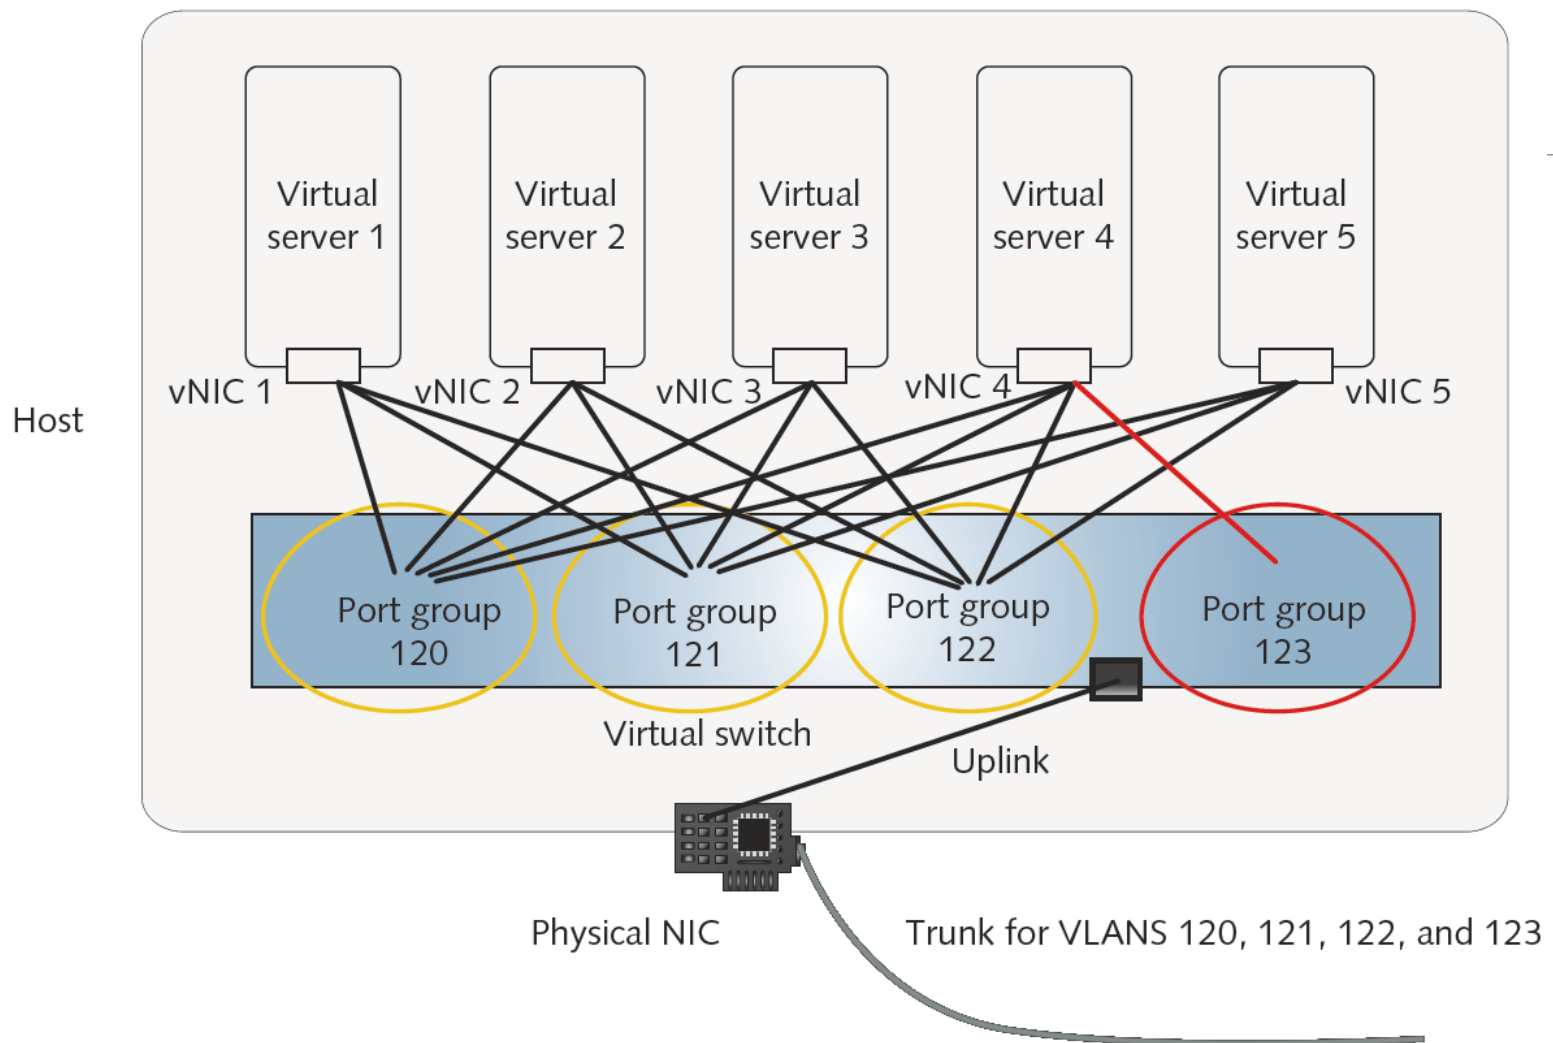 Virtual
server 1
Virtual
server 2
Virtual
server 3
Virtual
server 4
Virtual
server 5
vNIC 1
vNIC 2
vNIC 3
vNIC 4
vNIC 5
Host
Port group
120
Port group
121
Port group
122
Port group
123
Virtual switch
Uplink
Physical NIC
Trunk for VLANS 120, 121, 122, and 123